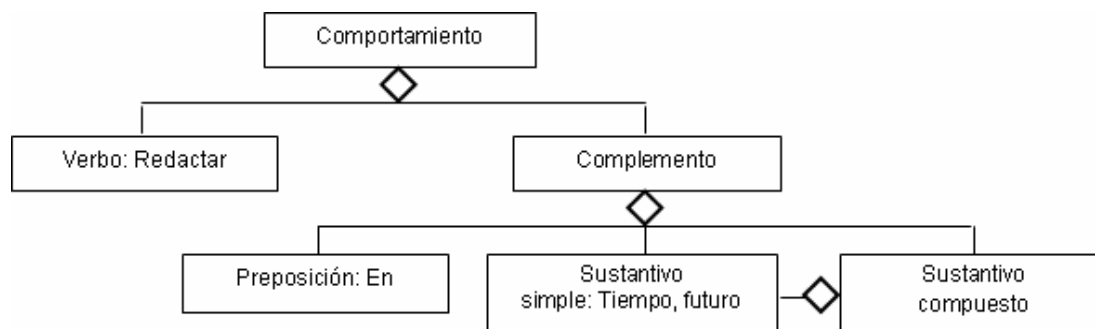 Comportamiento
Verbo: Redactar
Complemento
Preposición: En
Sustantivo
simple: Tiempo, futuro
Sustantivo
compuesto